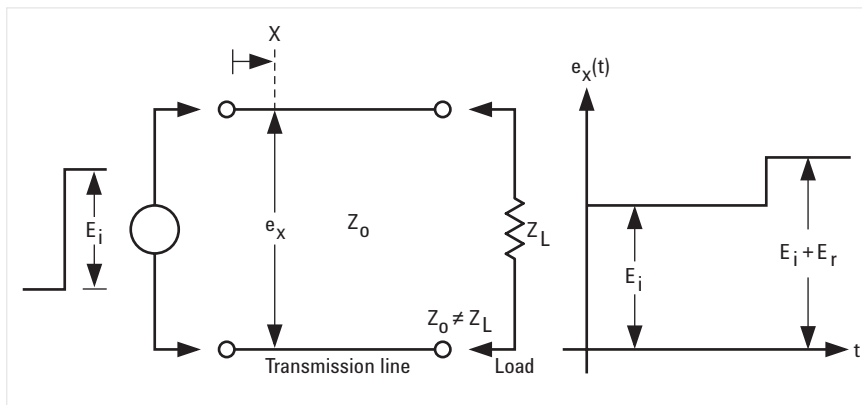 X
e_x(t)
E_i
e_x
Z_o
Z_L
E_i
E_i + E_r
Z_o ≠ Z_L
Transmission line
Load
t